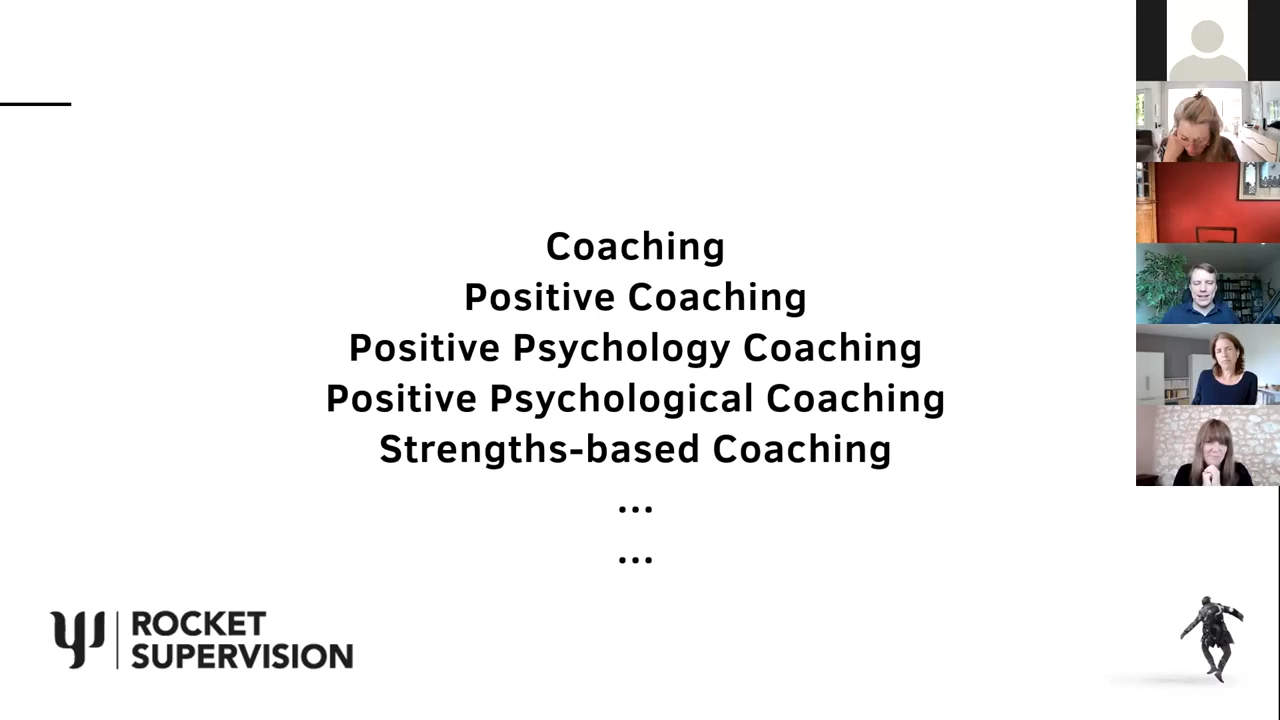 Coaching
Positive Coaching
Positive Psychology Coaching
Positive Psychological Coaching
Strengths-based Coaching
...
...
ROCKET
SUPERVISION